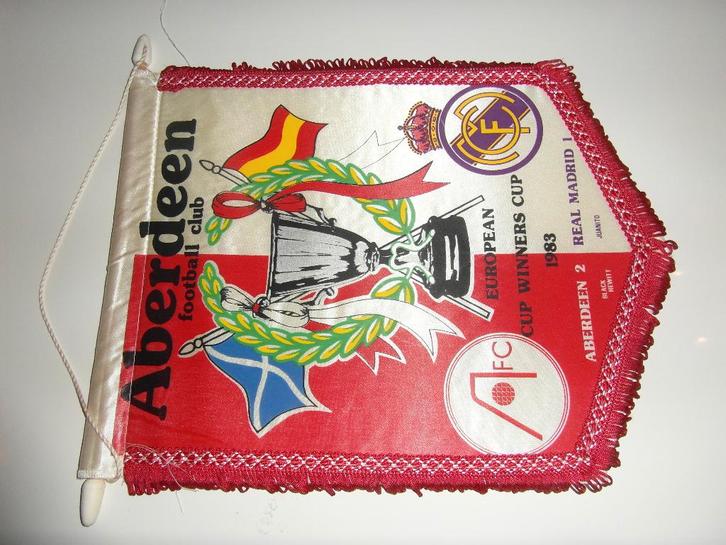 Aberdeen
football club
EUROPEAN
CUP WINNERS CUP
1983
AFC
ABERDEEN 2 REAL MADRID 1
BLACK JUANITO
HEWITT